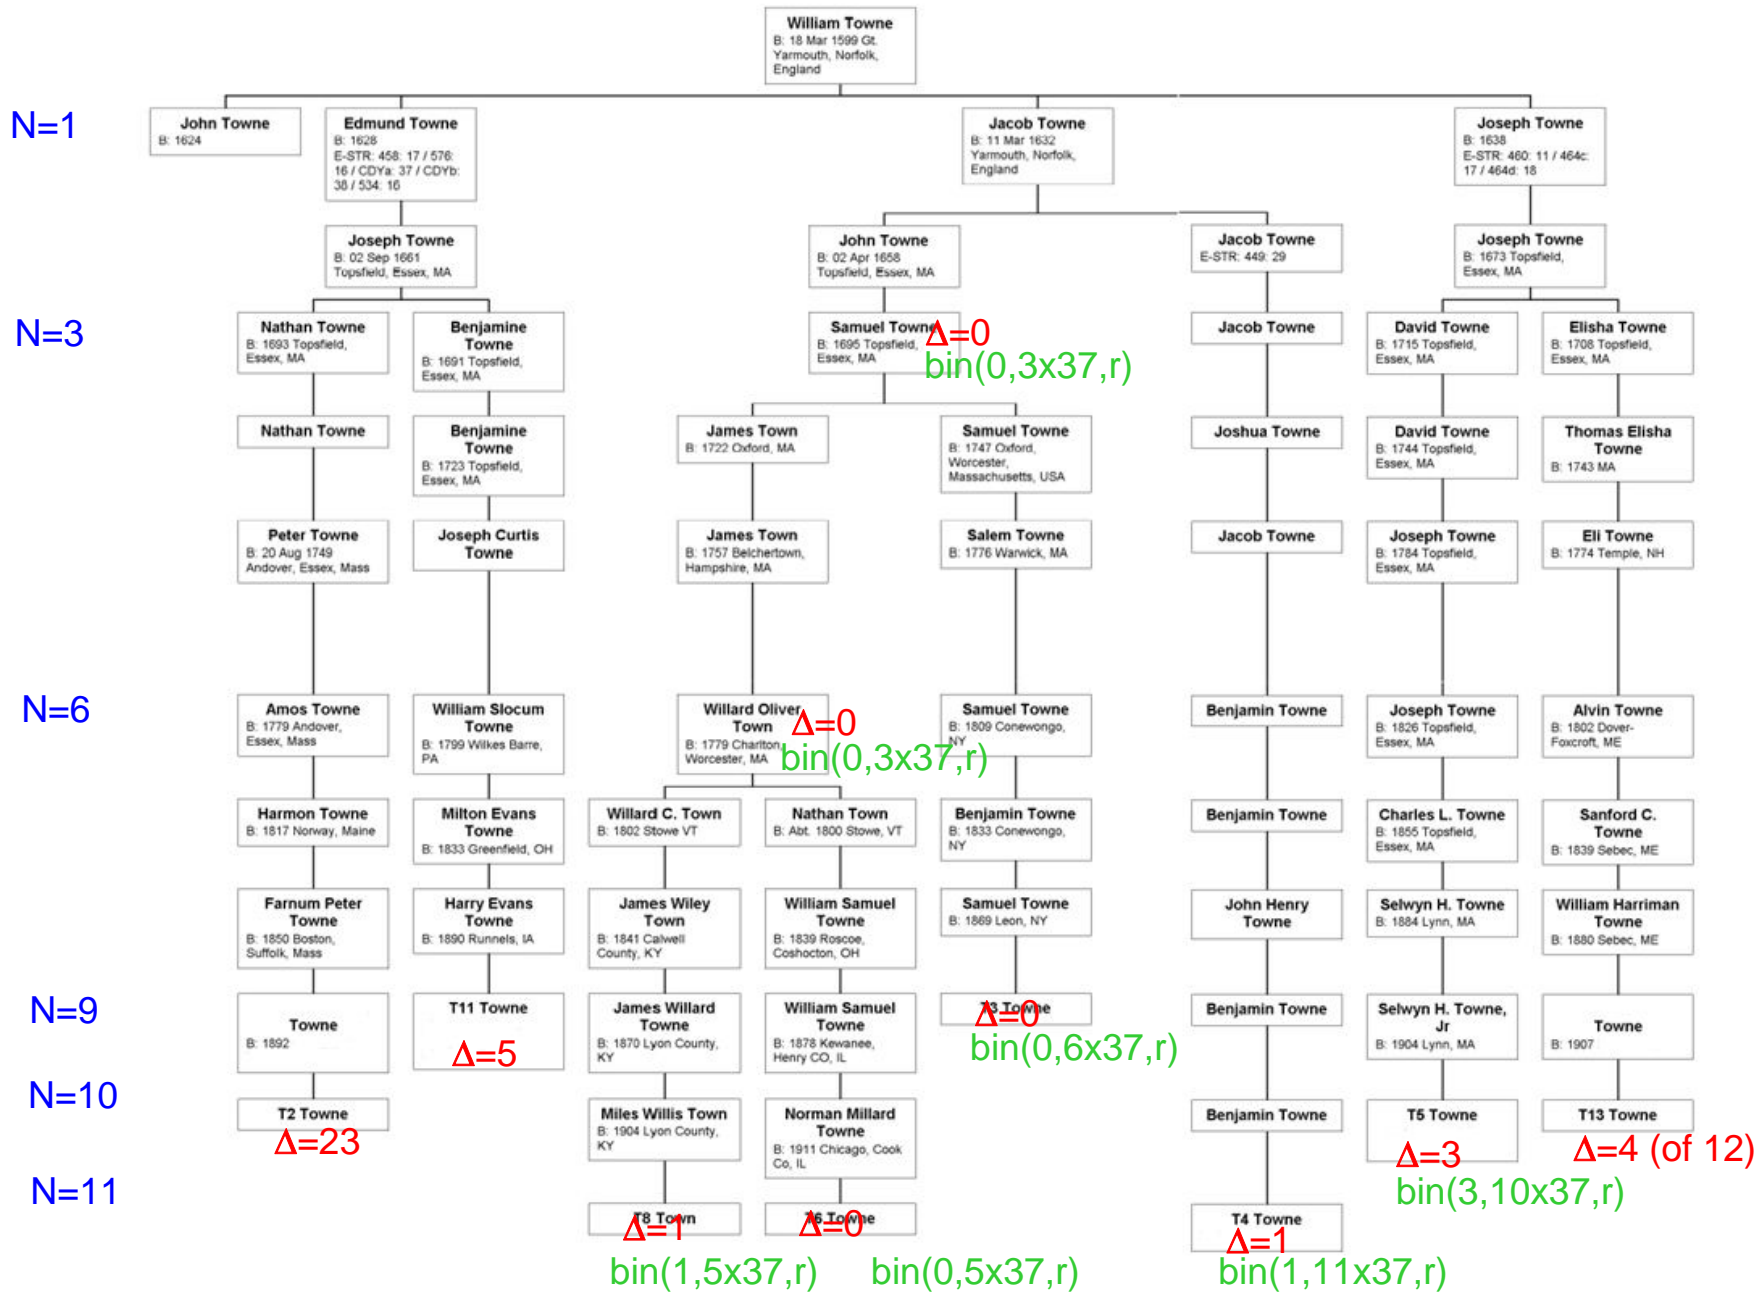 William Towne
B: 18 Mar 1599 Gt.
Yarmouth, Norfolk,
England
N=1
John Towne
B: 1624
Edmund Towne
B: 1628
E-STR: 458: 17 / 576:
16 / CDYa: 37 / CDYb:
38 / 534: 16
Jacob Towne
B: 11 Mar 1632
Yarmouth, Norfolk,
England
Joseph Towne
B: 1638
E-STR: 460: 11 / 464c:
17 / 464d: 18
Joseph Towne
B: 02 Sep 1661
Topsfield, Essex, MA
John Towne
B: 02 Apr 1658
Topsfield, Essex, MA
Jacob Towne
E-STR: 449: 29
Joseph Towne
B: 1673 Topsfield,
Essex, MA
N=3
Nathan Towne
B: 1693 Topsfield,
Essex, MA
Benjamine
Towne
B: 1691 Topsfield,
Essex, MA
Samuel Towne
B: 1695 Topsfield,
Essex, MA
Δ=0
bin(0,3x37,r)
Jacob Towne
David Towne
B: 1715 Topsfield,
Essex, MA
Elisha Towne
B: 1708 Topsfield,
Essex, MA
Nathan Towne
Benjamine
Towne
B: 1723 Topsfield,
Essex, MA
James Town
B: 1722 Oxford, MA
Samuel Towne
B: 1747 Oxford,
Worcester,
Massachusetts, USA
Joshua Towne
David Towne
B: 1744 Topsfield,
Essex, MA
Thomas Elisha
Towne
B: 1743 MA
Peter Towne
B: 20 Aug 1749
Andover, Essex, Mass
Joseph Curtis
Towne
James Town
B: 1757 Belchertown,
Hampshire, MA
Salem Towne
B: 1776 Warwick, MA
Jacob Towne
Joseph Towne
B: 1784 Topsfield,
Essex, MA
Eli Towne
B: 1774 Temple, NH
N=6
Amos Towne
B: 1779 Andover,
Essex, Mass
William Slocum
Towne
B: 1799 Wilkes Barre,
PA
Willard Oliver
Town
B: 1779 Charlton,
Worcester, MA
Δ=0
bin(0,3x37,r)
Samuel Towne
B: 1809 Conewongo,
NY
Benjamin Towne
Joseph Towne
B: 1826 Topsfield,
Essex, MA
Alvin Towne
B: 1802 Dover-
Foxcroft, ME
Harmon Towne
B: 1817 Norway, Maine
Milton Evans
Towne
B: 1833 Greenfield, OH
Willard C. Town
B: 1802 Stowe VT
Nathan Town
B: Abt. 1800 Stowe, VT
Benjamin Towne
B: 1833 Conewongo,
NY
Benjamin Towne
Charles L. Towne
B: 1855 Topsfield,
Essex, MA
Sanford C.
Towne
B: 1839 Sebec, ME
Farnum Peter
Towne
B: 1850 Boston,
Suffolk, Mass
Harry Evans
Towne
B: 1890 Runnels, IA
James Wiley
Town
B: 1841 Calwell
County, KY
William Samuel
Towne
B: 1839 Roscoe,
Coshocton, OH
Samuel Towne
B: 1869 Leon, NY
John Henry
Towne
Selwyn H. Towne
B: 1884 Lynn, MA
William Harriman
Towne
B: 1880 Sebec, ME
N=9
Towne
B: 1892
T11 Towne
Δ=5
James Willard
Towne
B: 1870 Lyon County,
KY
William Samuel
Towne
B: 1878 Kewanee,
Henry CO, IL
T3 Towne
Δ=0
bin(0,6x37,r)
Benjamin Towne
Selwyn H. Towne,
Jr
B: 1904 Lynn, MA
Towne
B: 1907
N=10
T2 Towne
Δ=23
Miles Willis Town
B: 1904 Lyon County,
KY
Norman Millard
Towne
B: 1911 Chicago, Cook
Co, IL
Benjamin Towne
T5 Towne
Δ=3
bin(3,10x37,r)
T13 Towne
Δ=4 (of 12)
N=11
T8 Town
Δ=1
bin(1,5x37,r)
T6 Towne
Δ=0
bin(0,5x37,r)
T4 Towne
Δ=1
bin(1,11x37,r)